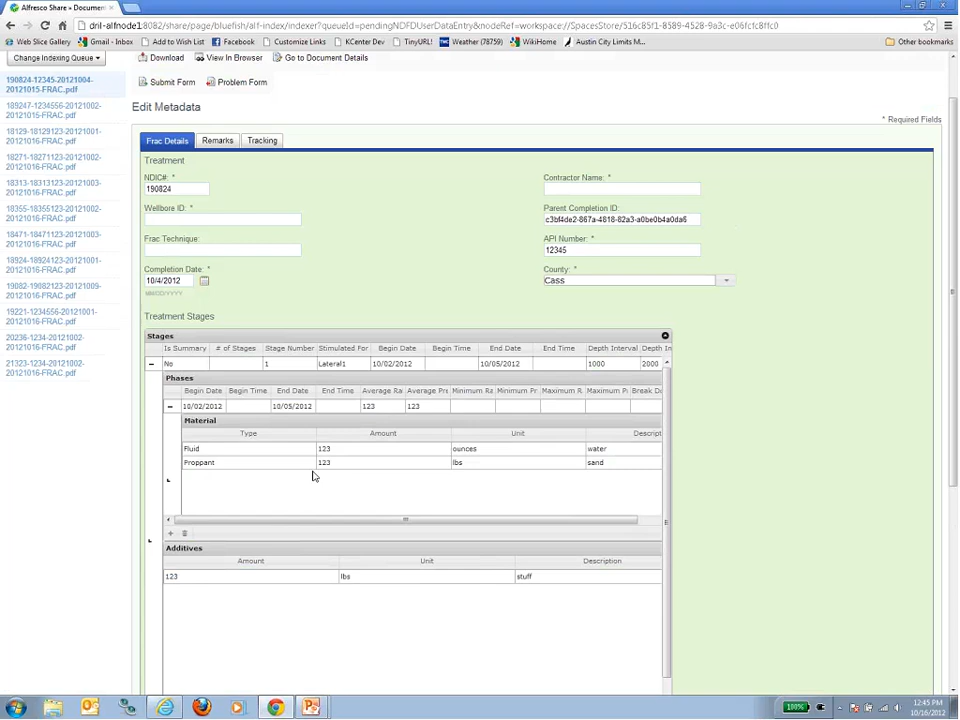 Alfresco Share » Document
dril-alfnode1:8082/share/page/bluefish/alf-index/indexer?queueId=pendingNDFDUserDataEntry&nodeRef=workspace://SpacesStore/516c85f1-8589-4528-9a3c-e06fcfc8ffc0
Web Slice Gallery Gmail - Inbox Add to Wish List Facebook Customize Links KCenter Dev TinyURL! Weather (78759) WikiHome Austin City Limits M... Other bookmarks
Change Indexing Queue Download View In Browser Go to Document Details
Submit Form Problem Form
Edit Metadata
* Required Fields
190824-12345-20121004-
20121015-FRAC.pdf
189247-1234556-20121002-
20121015-FRAC.pdf
18129-18129123-20121001-
20121016-FRAC.pdf
18271-18271123-20121002-
20121016-FRAC.pdf
18313-18313123-20121003-
20121016-FRAC.pdf
18355-18355123-20121002-
20121016-FRAC.pdf
18471-18471123-20121003-
20121016-FRAC.pdf
18924-18924123-20121001-
20121016-FRAC.pdf
19082-19082123-20121009-
20121016-FRAC.pdf
19221-1234556-20121001-
20121016-FRAC.pdf
20236-1234-20121002-
20121016-FRAC.pdf
21323-1234-20121002-
20121016-FRAC.pdf
Frac Details Remarks Tracking
Treatment
NDIC#: * Contractor Name: *
190824
Wellbore ID: * Parent Completion ID:
c3bf4de2-867a-4818-82a3-a0be0b4a0da6
Frac Technique: API Number: *
12345
Completion Date: * County: *
10/4/2012 Cass
MM/DD/YYYY
Treatment Stages
Stages
Is Summary # of Stages Stage Number Stimulated For Begin Date Begin Time End Date End Time Depth Interval Depth In
No 1 Lateral1 10/02/2012 10/05/2012 1000 2000
Phases
Begin Date Begin Time End Date End Time Average Ra Average Pre Minimum Ra Minimum Pr Maximum R Maximum P Break Do
10/02/2012 10/05/2012 123 123
Material
Type Amount Unit Descript
Fluid 123 ounces water
Proppant 123 lbs sand
Additives
Amount Unit Description
123 lbs stuff
100%
12:45 PM
10/16/2012